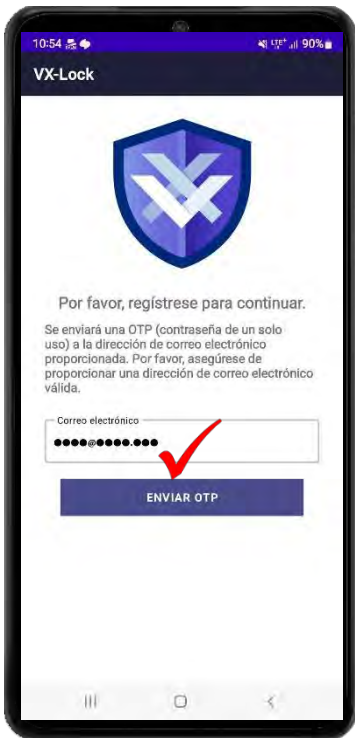 10:54 LTE+ 90%
VX-Lock
Por favor, regístrese para continuar.
Se enviará una OTP (contraseña de un solo
uso) a la dirección de correo electrónico
proporcionada. Por favor, asegúrese de
proporcionar una dirección de correo electrónico
válida.
Correo electrónico
●●●●@●●●●.●●●
ENVIAR OTP